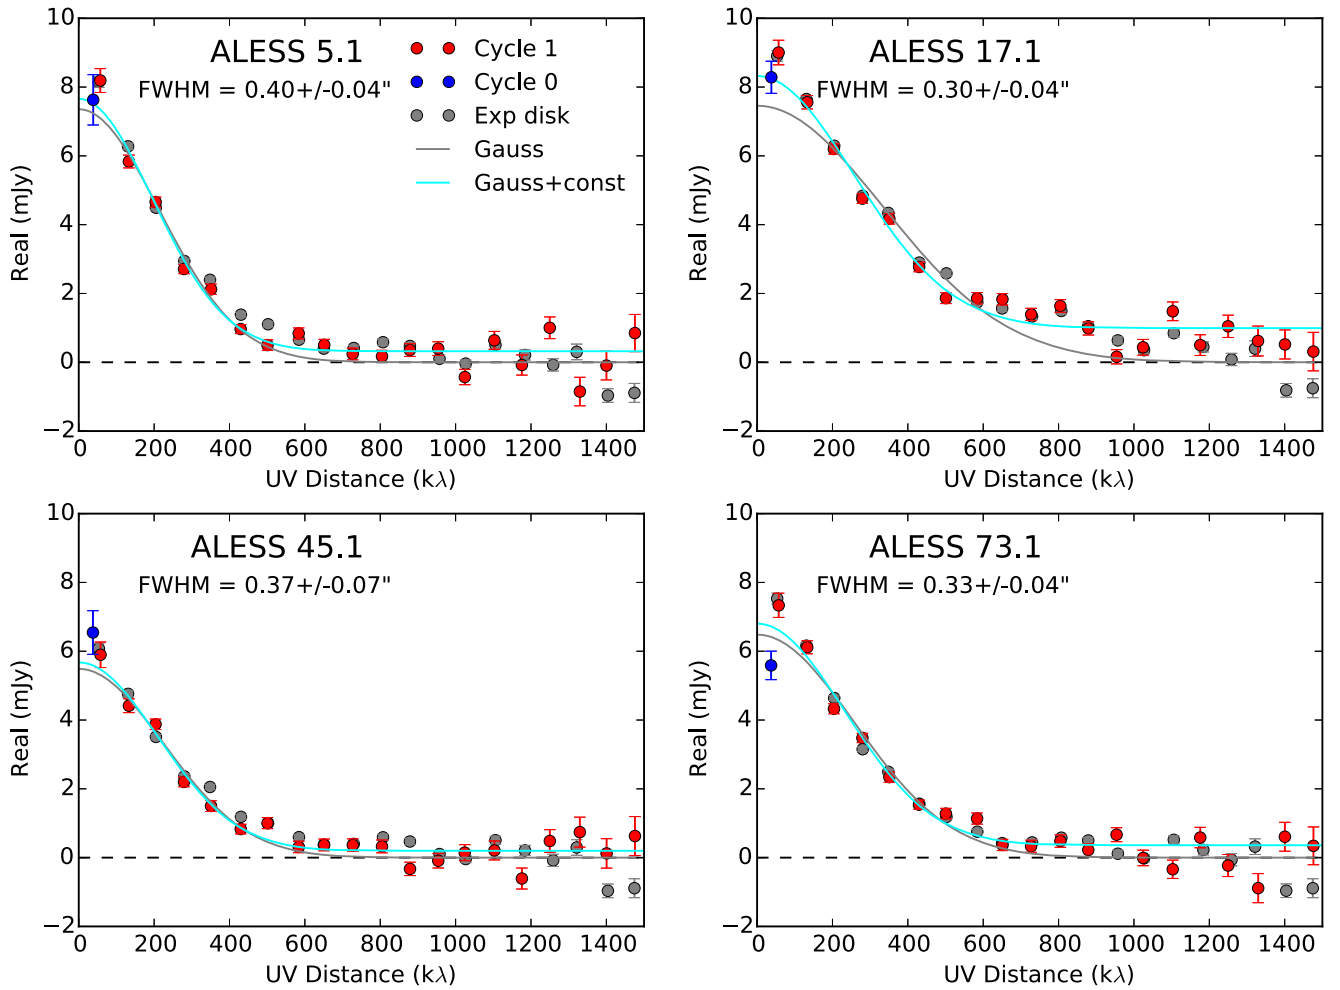 ALESS 5.1
FWHM = 0.40+/-0.04"
Cycle 1
Cycle 0
Exp disk
Gauss
Gauss+const
Real (mJy)
10
8
6
4
2
0
−2
0 200 400 600 800 1000 1200 1400
UV Distance (kλ)
ALESS 17.1
FWHM = 0.30+/-0.04"
Real (mJy)
10
8
6
4
2
0
−2
0 200 400 600 800 1000 1200 1400
UV Distance (kλ)
ALESS 45.1
FWHM = 0.37+/-0.07"
Real (mJy)
10
8
6
4
2
0
−2
0 200 400 600 800 1000 1200 1400
UV Distance (kλ)
ALESS 73.1
FWHM = 0.33+/-0.04"
Real (mJy)
10
8
6
4
2
0
−2
0 200 400 600 800 1000 1200 1400
UV Distance (kλ)